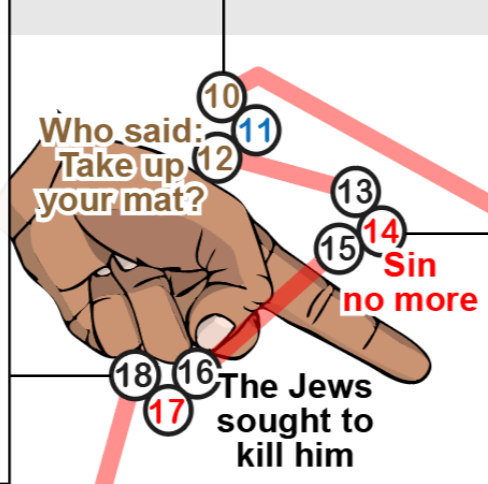 10
11
Who said:
12
Take up
your mat?
13
14
15
Sin
no more
18
16
17
The Jews
sought to
kill him